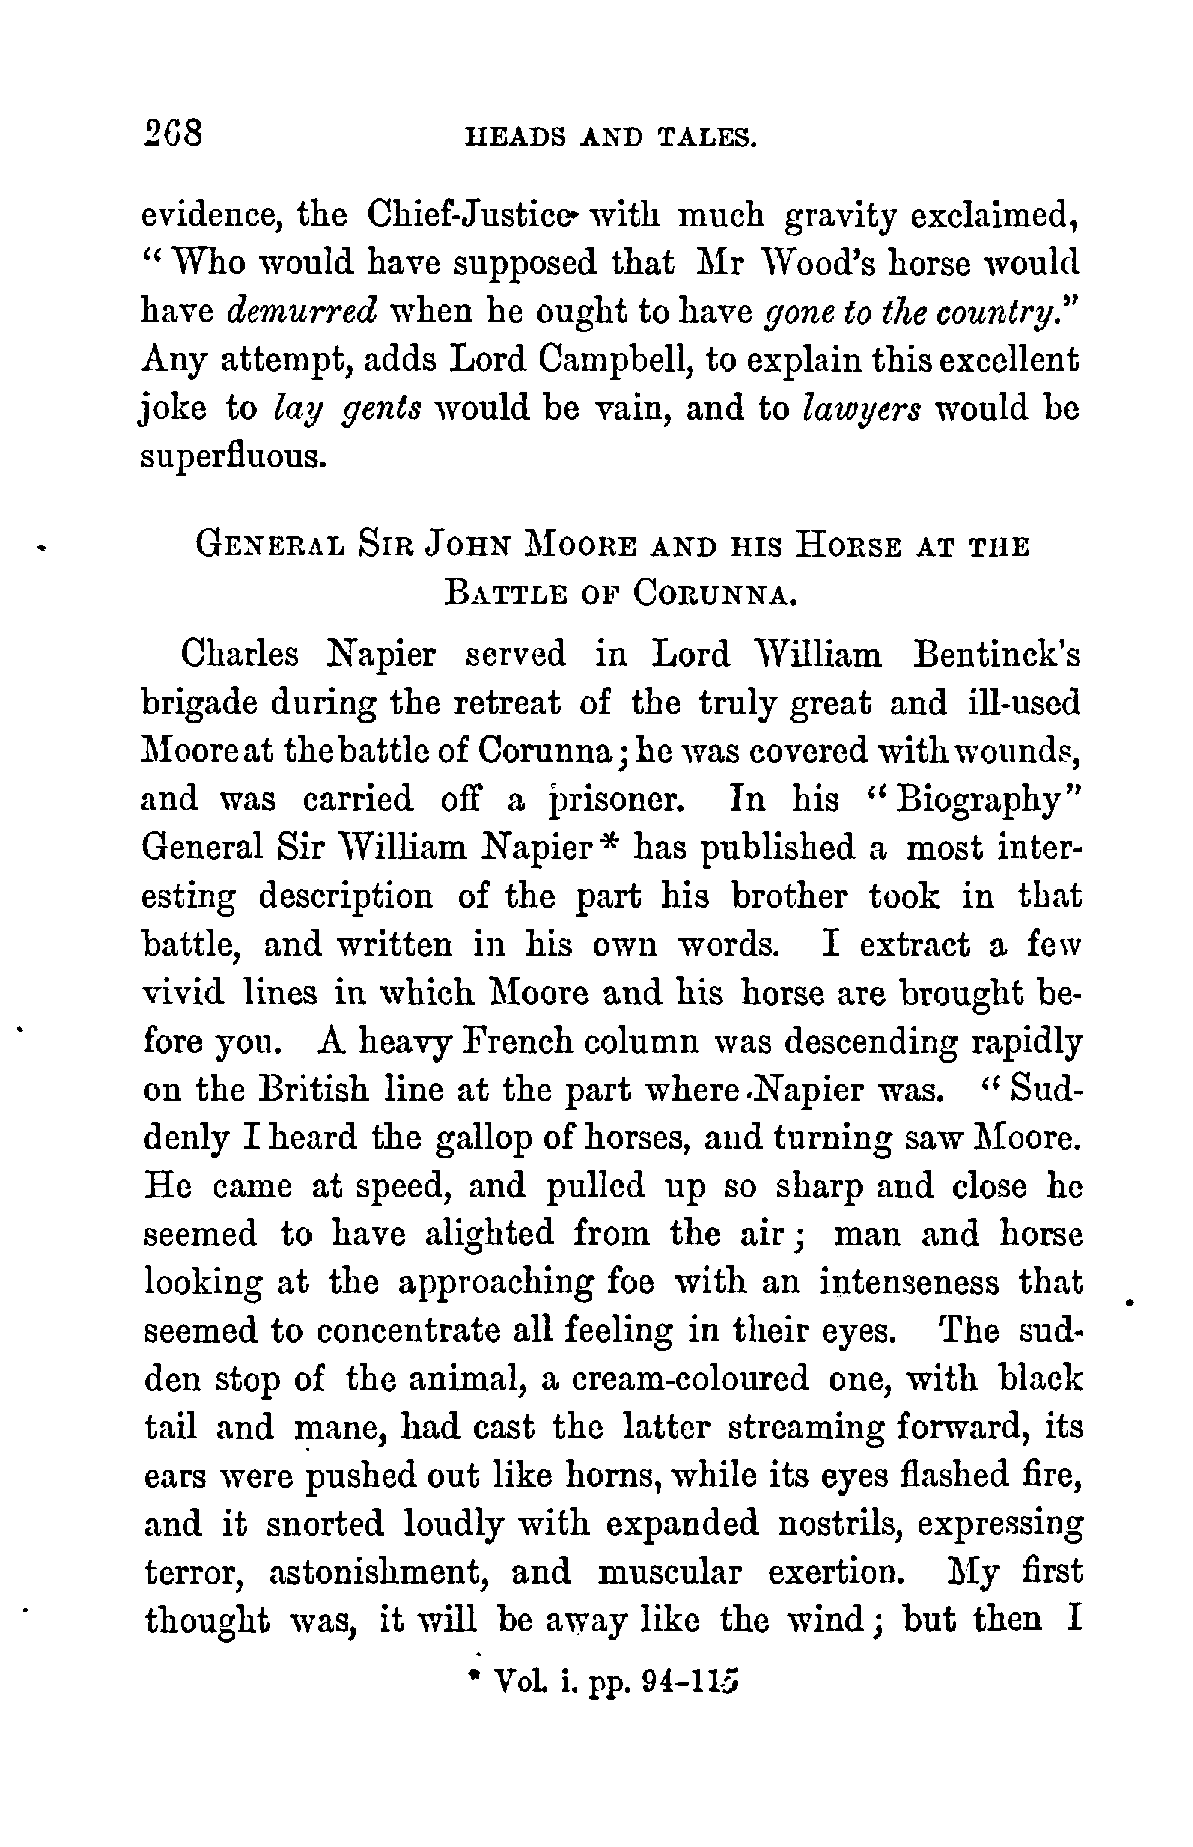 268 HEADS AND TALES.
evidence, the Chief-Justice with much gravity exclaimed,
“Who would have supposed that Mr Wood’s horse would
have demurred when he ought to have gone to the country.”
Any attempt, adds Lord Campbell, to explain this excellent
joke to lay gents would be vain, and to lawyers would be
superfluous.
GENERAL SIR JOHN MOORE AND HIS HORSE AT THE
BATTLE OF CORUNNA.
Charles Napier served in Lord William Bentinck’s
brigade during the retreat of the truly great and ill-used
Moore at the battle of Corunna; he was covered with wounds,
and was carried off a prisoner. In his “Biography”
General Sir William Napier* has published a most inter-
esting description of the part his brother took in that
battle, and written in his own words. I extract a few
vivid lines in which Moore and his horse are brought be-
fore you. A heavy French column was descending rapidly
on the British line at the part where Napier was. “Sud-
denly I heard the gallop of horses, and turning saw Moore.
He came at speed, and pulled up so sharp and close he
seemed to have alighted from the air; man and horse
looking at the approaching foe with an intenseness that
seemed to concentrate all feeling in their eyes. The sud-
den stop of the animal, a cream-coloured one, with black
tail and mane, had cast the latter streaming forward, its
ears were pushed out like horns, while its eyes flashed fire,
and it snorted loudly with expanded nostrils, expressing
terror, astonishment, and muscular exertion. My first
thought was, it will be away like the wind; but then I
* Vol. i. pp. 94-115